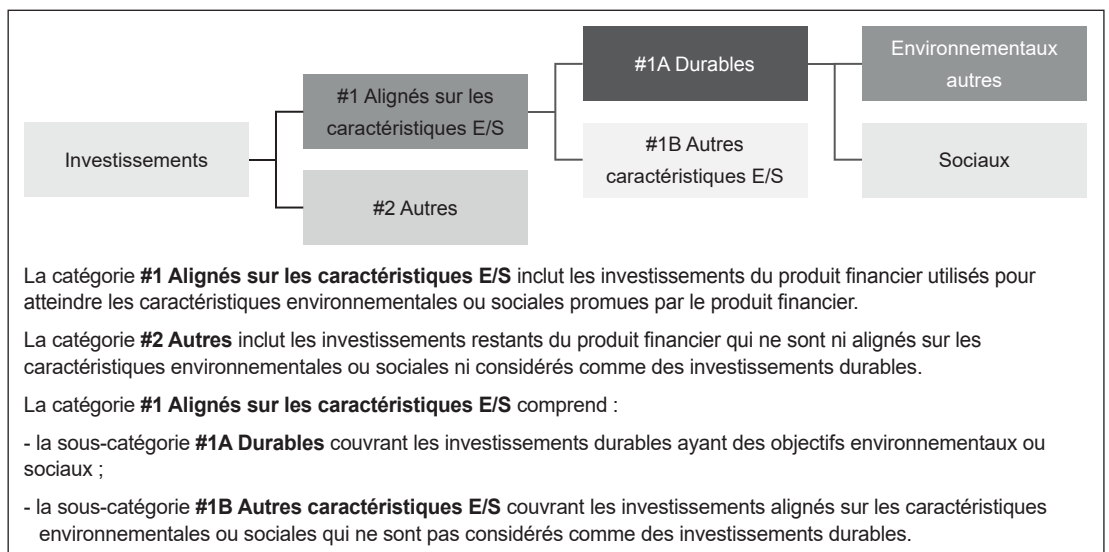 Investissements
#1 Alignés sur les
caractéristiques E/S
#2 Autres
#1A Durables
#1B Autres
caractéristiques E/S
Environnementaux
autres
Sociaux
La catégorie #1 Alignés sur les caractéristiques E/S inclut les investissements du produit financier utilisés pour
atteindre les caractéristiques environnementales ou sociales promues par le produit financier.
La catégorie #2 Autres inclut les investissements restants du produit financier qui ne sont ni alignés sur les
caractéristiques environnementales ou sociales ni considérés comme des investissements durables.
La catégorie #1 Alignés sur les caractéristiques E/S comprend :
- la sous-catégorie #1A Durables couvrant les investissements durables ayant des objectifs environnementaux ou
sociaux ;
- la sous-catégorie #1B Autres caractéristiques E/S couvrant les investissements alignés sur les caractéristiques
environnementales ou sociales qui ne sont pas considérés comme des investissements durables.